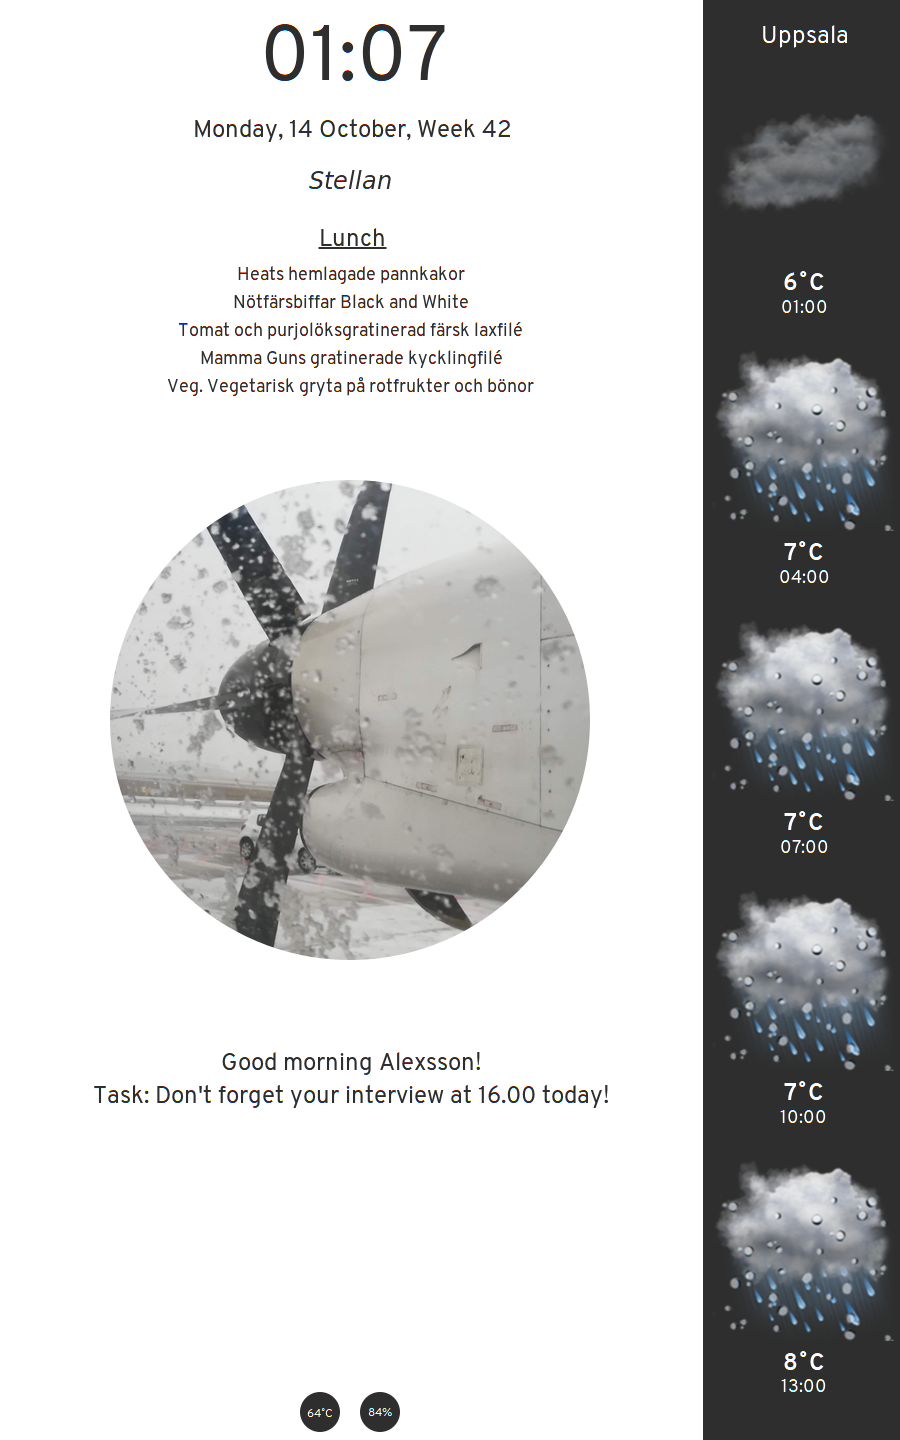 01:07
Monday, 14 October, Week 42
Stellan
Lunch
Heats hemlagade pannkakor
Nötfärsbiffar Black and White
Tomat och purjolöksgratinerad färsk laxfilé
Mamma Guns gratinerade kycklingfilé
Veg. Vegetarisk gryta på rotfrukter och bönor
Good morning Alexsson!
Task: Don't forget your interview at 16.00 today!
64°C
84%
Uppsala
6°C
01:00
7°C
04:00
7°C
07:00
7°C
10:00
8°C
13:00